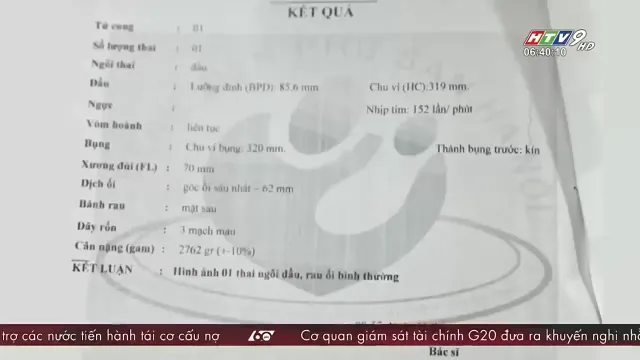 KẾT QUẢ
HTV9 HD
06:40:10
Tử cung : 01
Số lượng thai : 01
Ngôi thai : đầu
Đầu : Lưỡng đỉnh (BPD): 85,6 mm Chu vi (HC):319 mm.
Ngực : Nhịp tim: 152 lần/ phút
Vòm hoành : liên tục
Bụng : Chu vi bụng: 320 mm. Thành bụng trước: kín
Xương đùi (FL) : 70 mm
Dịch ối : góc ối sâu nhất – 62 mm
Bánh rau : mặt sau
Dây rốn : 3 mạch máu
Cân nặng (gam) : 2762 gr (+-10%)
KẾT LUẬN : Hình ảnh 01 thai ngôi đầu, rau ối bình thường
trợ các nước tiến hành tái cơ cấu nợ 60 Cơ quan giám sát tài chính G20 đưa ra khuyến nghị nhằ
Bác sĩ